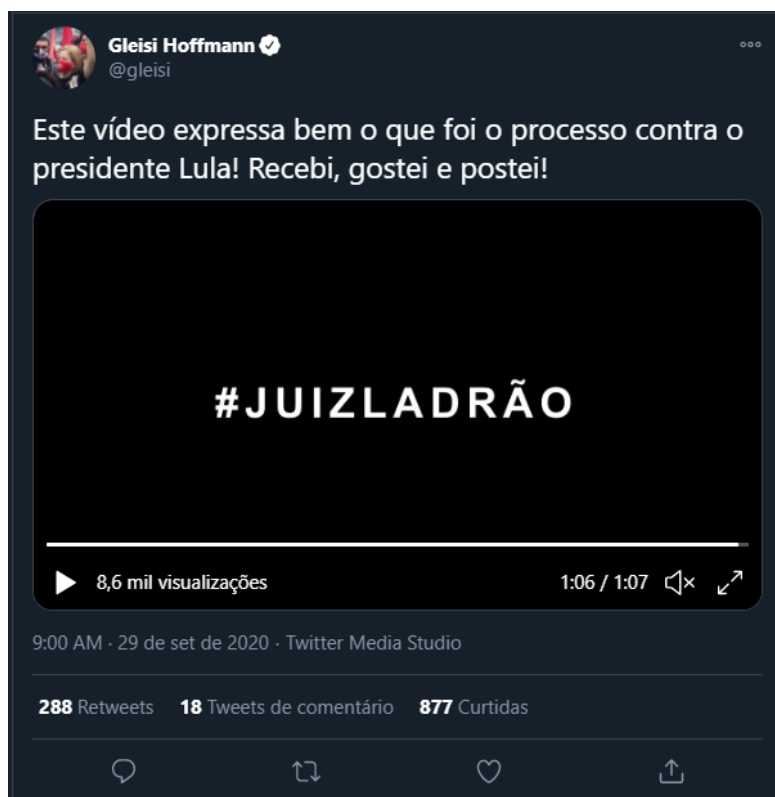 Gleisi Hoffmann
@gleisi
Este vídeo expressa bem o que foi o processo contra o
presidente Lula! Recebi, gostei e postei!
#JUIZLADRÃO
8,6 mil visualizações 1:06 / 1:07
9:00 AM · 29 de set de 2020 · Twitter Media Studio
288 Retweets 18 Tweets de comentário 877 Curtidas